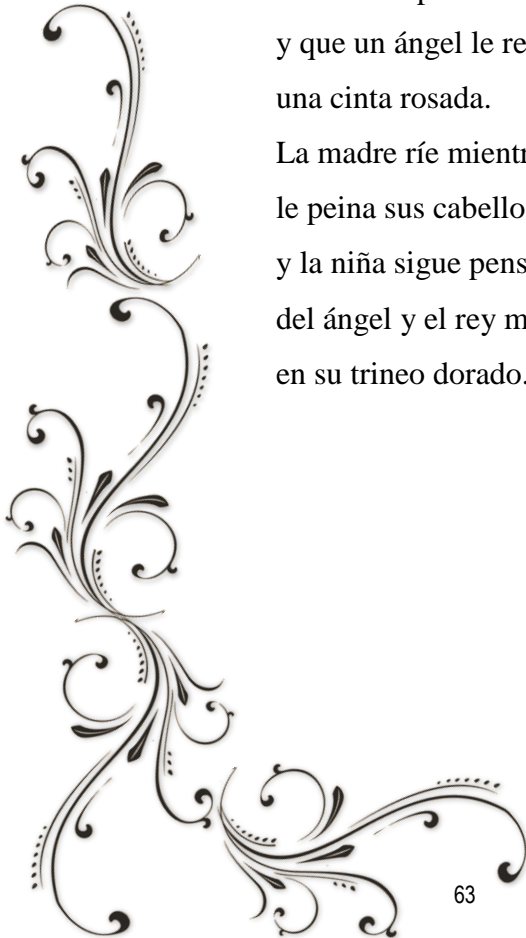 y que un ángel le re
una cinta rosada.
La madre ríe mientr
le peina sus cabello
y la niña sigue pens
del ángel y el rey m
en su trineo dorado.
63